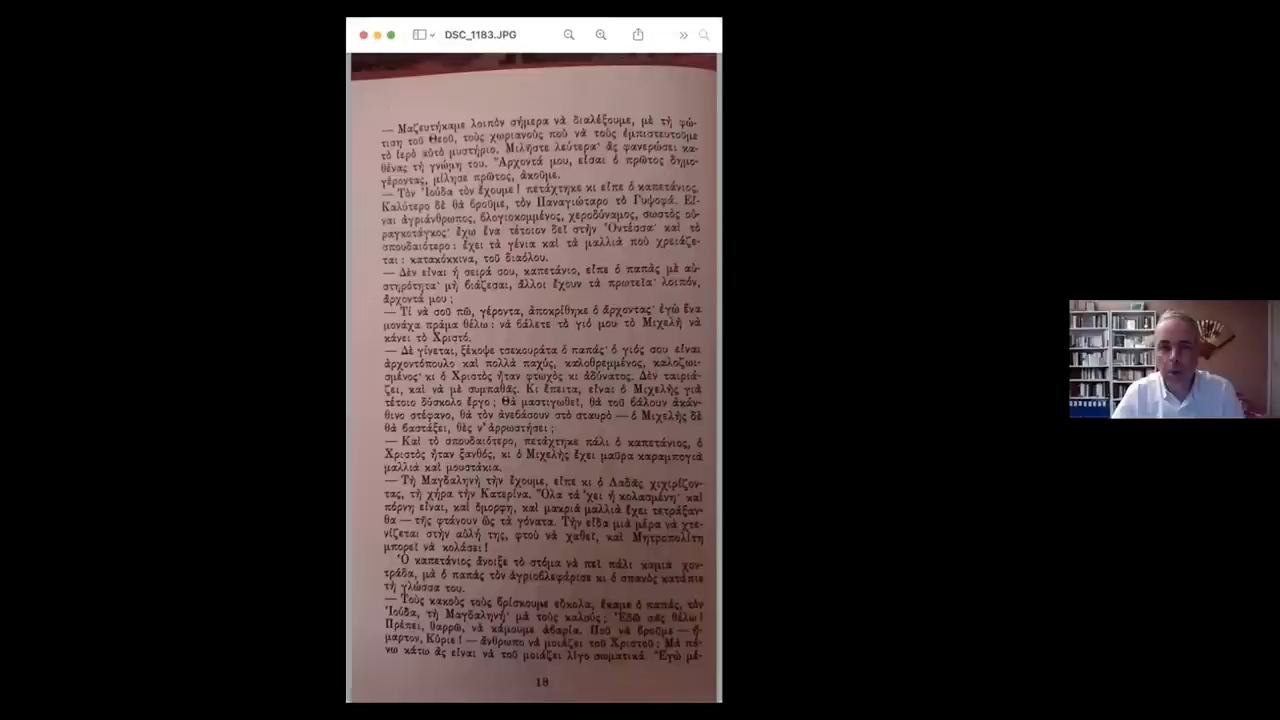 DSC_1183.JPG
— Μαζευτήκαμε λοιπὸν σήμερα νὰ διαλέξουμε, μὲ τὴ φώ-
τιση τοῦ Θεοῦ, τοὺς χωριανοὺς ποὺ νὰ τοὺς ἐμπιστευτοῦμε
τὸ ἱερὸ αὐτὸ μυστήριο. Μιλῆστε λεύτερα· ἂς φανερώσει κα-
θένας τὴ γνώμη του. Ἄρχοντά μου, εἶσαι ὁ πρῶτος δημο-
γέροντας, μίλησε πρῶτος, ἀκοῦμε.
— Τὸν Ἰούδα τὸν ἔχουμε! πετάχτηκε κι εἶπε ὁ καπετάνιος.
Καλύτερο δὲ θὰ βροῦμε, τὸν Παναγιώταρο τὸ Γυψοφά. Εἶ-
ναι ἀγριάνθρωπος, βλογιοκομμένος, χεροδύναμος, σωστὸς οὐ-
ραγκοτάγκος· ἔχω ἕνα τέτοιον δεῖ στὴν Ὀντέσσα· καὶ τὸ
σπουδαιότερο: ἔχει τὰ γένια καὶ τὰ μαλλιὰ ποὺ χρειάζε-
ται: κατακόκκινα, τοῦ διαόλου.
— Δὲν εἶναι ἡ σειρά σου, καπετάνιο, εἶπε ὁ παπὰς μὲ αὐ-
στηρότητα· μὴ βιάζεσαι, ἄλλοι ἔχουν τὰ πρωτεῖα· λοιπόν,
ἄρχοντά μου;
— Τί νὰ σοῦ πῶ, γέροντα, ἀποκρίθηκε ὁ ἄρχοντας· ἐγὼ ἕνα
μονάχα πράμα θέλω: νὰ βάλετε τὸ γιό μου τὸ Μιχελὴ νὰ
κάνει τὸ Χριστό.
— Δὲ γίνεται, ξέκοψε τσεκουράτα ὁ παπάς· ὁ γιός σου εἶναι
ἀρχοντόπουλο καὶ πολλὰ παχύς, καλοθρεμμένος, καλοζωι-
σμένος· κι ὁ Χριστὸς ἦταν φτωχὸς κι ἀδύνατος. Δὲν ταιριά-
ζει, καὶ νὰ μὲ συμπαθᾶς. Κι ἔπειτα, εἶναι ὁ Μιχελὴς γιὰ
τέτοιο δύσκολο ἔργο; Θὰ μαστιγωθεῖ, θὰ τοῦ βάλουν ἀκάν-
θινο στέφανο, θὰ τὸν ἀνεβάσουν στὸ σταυρὸ — ὁ Μιχελὴς δὲ
θὰ βαστάξει, θὲς ν' ἀρρωστήσει;
— Καὶ τὸ σπουδαιότερο, πετάχτηκε πάλι ὁ καπετάνιος, ὁ
Χριστὸς ἦταν ξανθός, κι ὁ Μιχελὴς ἔχει μαῦρα καραμπογιὰ
μαλλιὰ καὶ μουστάκια.
— Τὴ Μαγδαληνὴ τὴν ἔχουμε, εἶπε κι ὁ Λαδὰς χιχιρίζον-
τας, τὴ χήρα τὴν Κατερίνα. Ὅλα τά 'χει ἡ κολασμένη· καὶ
πόρνη εἶναι, καὶ ὄμορφη, καὶ μακριὰ μαλλιὰ ἔχει τετράξαν-
θα — τῆς φτάνουν ὣς τὰ γόνατα. Τὴν εἶδα μιὰ μέρα νὰ χτε-
νίζεται στὴν αὐλή της, φτοὺ νὰ χαθεῖ, καὶ Μητροπολίτη
μπορεῖ νὰ κολάσει!
Ὁ καπετάνιος ἄνοιξε τὸ στόμα νὰ πεῖ πάλι καμιὰ χον-
τράδα, μὰ ὁ παπὰς τὸν ἀγριοβλεφάρισε κι ὁ σπανὸς κατάπιε
τὴ γλώσσα του.
— Τοὺς κακοὺς τοὺς βρίσκουμε εὔκολα, ἔκαμε ὁ παπάς, τὸν
Ἰούδα, τὴ Μαγδαληνή· μὰ τοὺς καλούς; Ἐδῶ σᾶς θέλω!
Πρέπει, θαρρῶ, νὰ κάμουμε ἀβαρία. Ποῦ νὰ βροῦμε — ἥ-
μαρτον, Κύριε! — ἄνθρωπο νὰ μοιάζει τοῦ Χριστοῦ; Μὰ πά-
νω κάτω ἂς εἶναι νὰ τοῦ μοιάζει λίγο σωματικά. Ἐγὼ μέ-
18